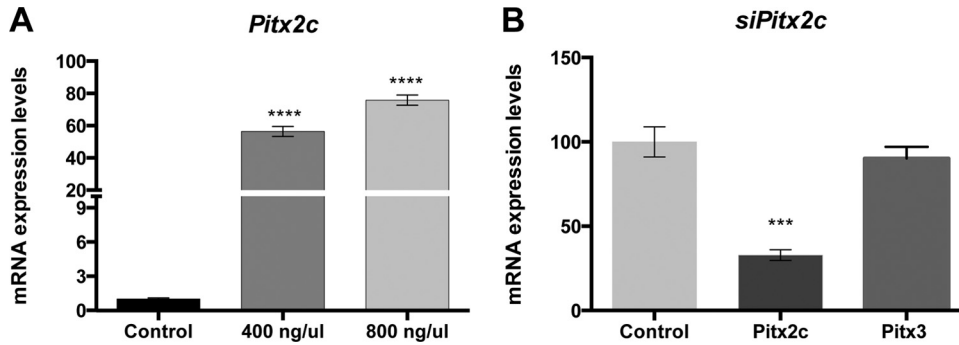 A
Pitx2c
mRNA expression levels
100
80
60
40
20
9
6
3
0
****
****
Control
400 ng/ul
800 ng/ul
B
siPitx2c
mRNA expression levels
150
100
50
0
***
Control
Pitx2c
Pitx3